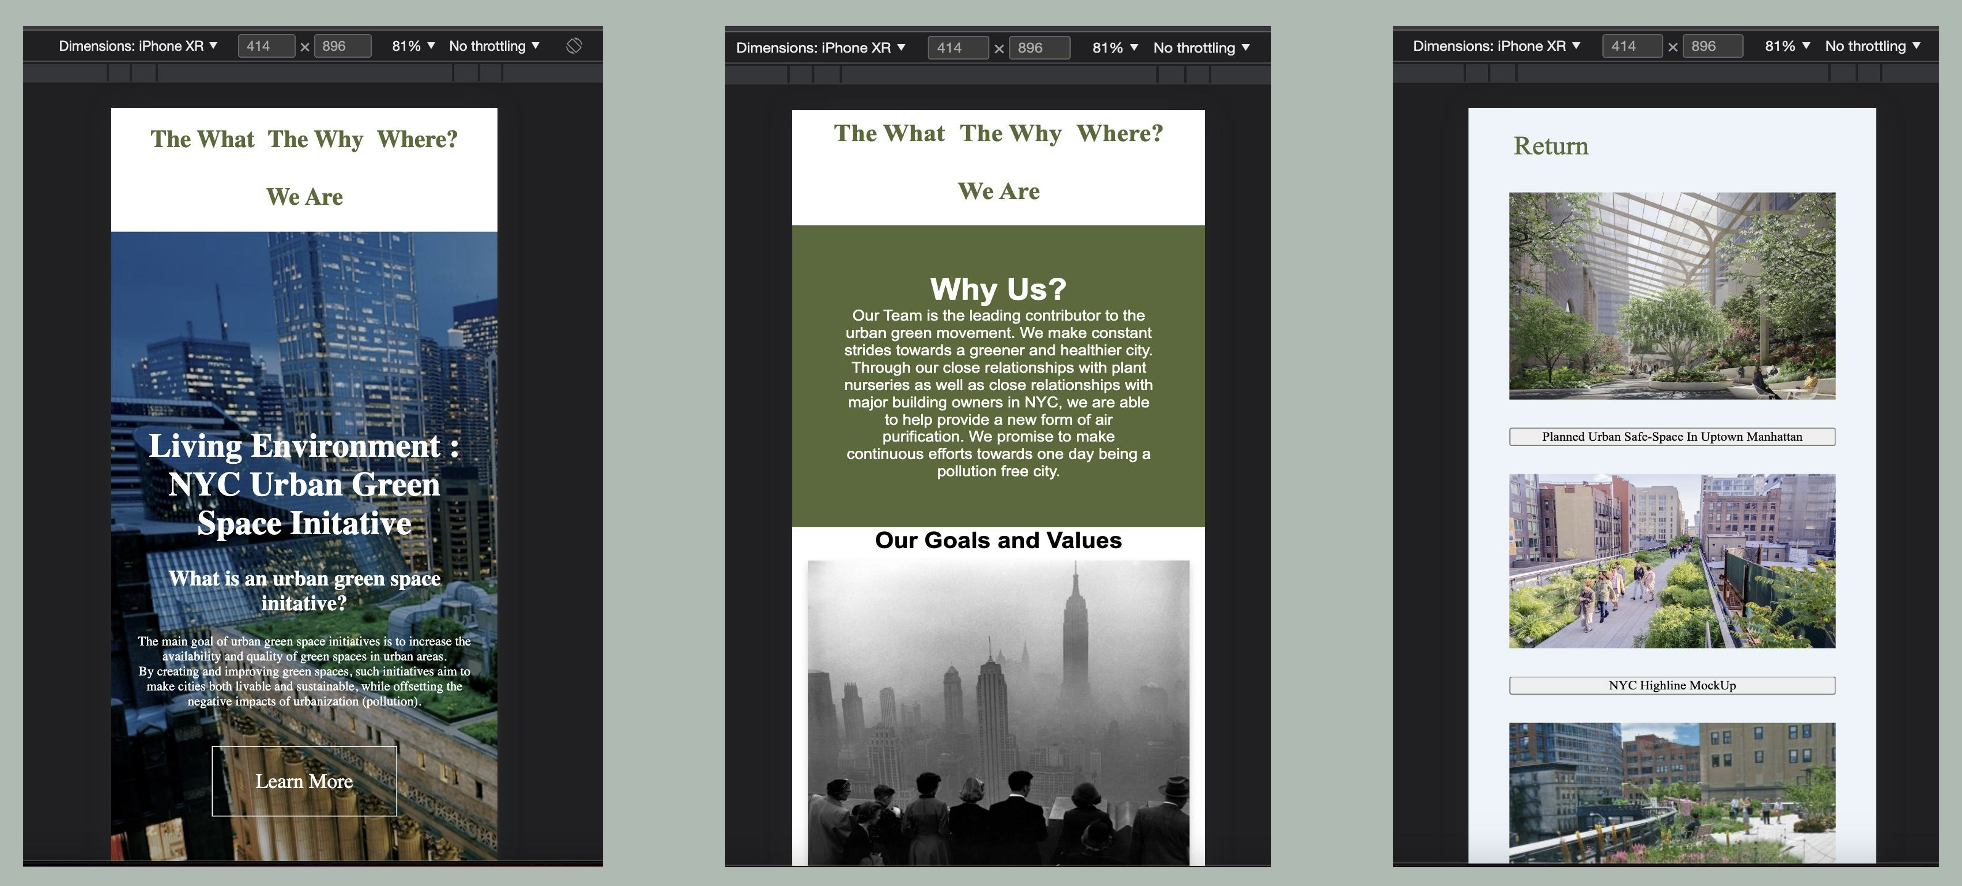 Dimensions: iPhone XR ▼ 414 × 896 81% ▼ No throttling ▼
The What The Why Where?
We Are
Living Environment :
NYC Urban Green
Space Initative
What is an urban green space
initative?
The main goal of urban green space initiatives is to increase the
availability and quality of green spaces in urban areas.
By creating and improving green spaces, such initiatives aim to
make cities both livable and sustainable, while offsetting the
negative impacts of urbanization (pollution).
Learn More
Dimensions: iPhone XR ▼ 414 × 896 81% ▼ No throttling ▼
The What The Why Where?
We Are
Why Us?
Our Team is the leading contributor to the
urban green movement. We make constant
strides towards a greener and healthier city.
Through our close relationships with plant
nurseries as well as close relationships with
major building owners in NYC, we are able
to help provide a new form of air
purification. We promise to make
continuous efforts towards one day being a
pollution free city.
Our Goals and Values
Dimensions: iPhone XR ▼ 414 × 896 81% ▼ No throttling ▼
Return
Planned Urban Safe-Space In Uptown Manhattan
NYC Highline MockUp